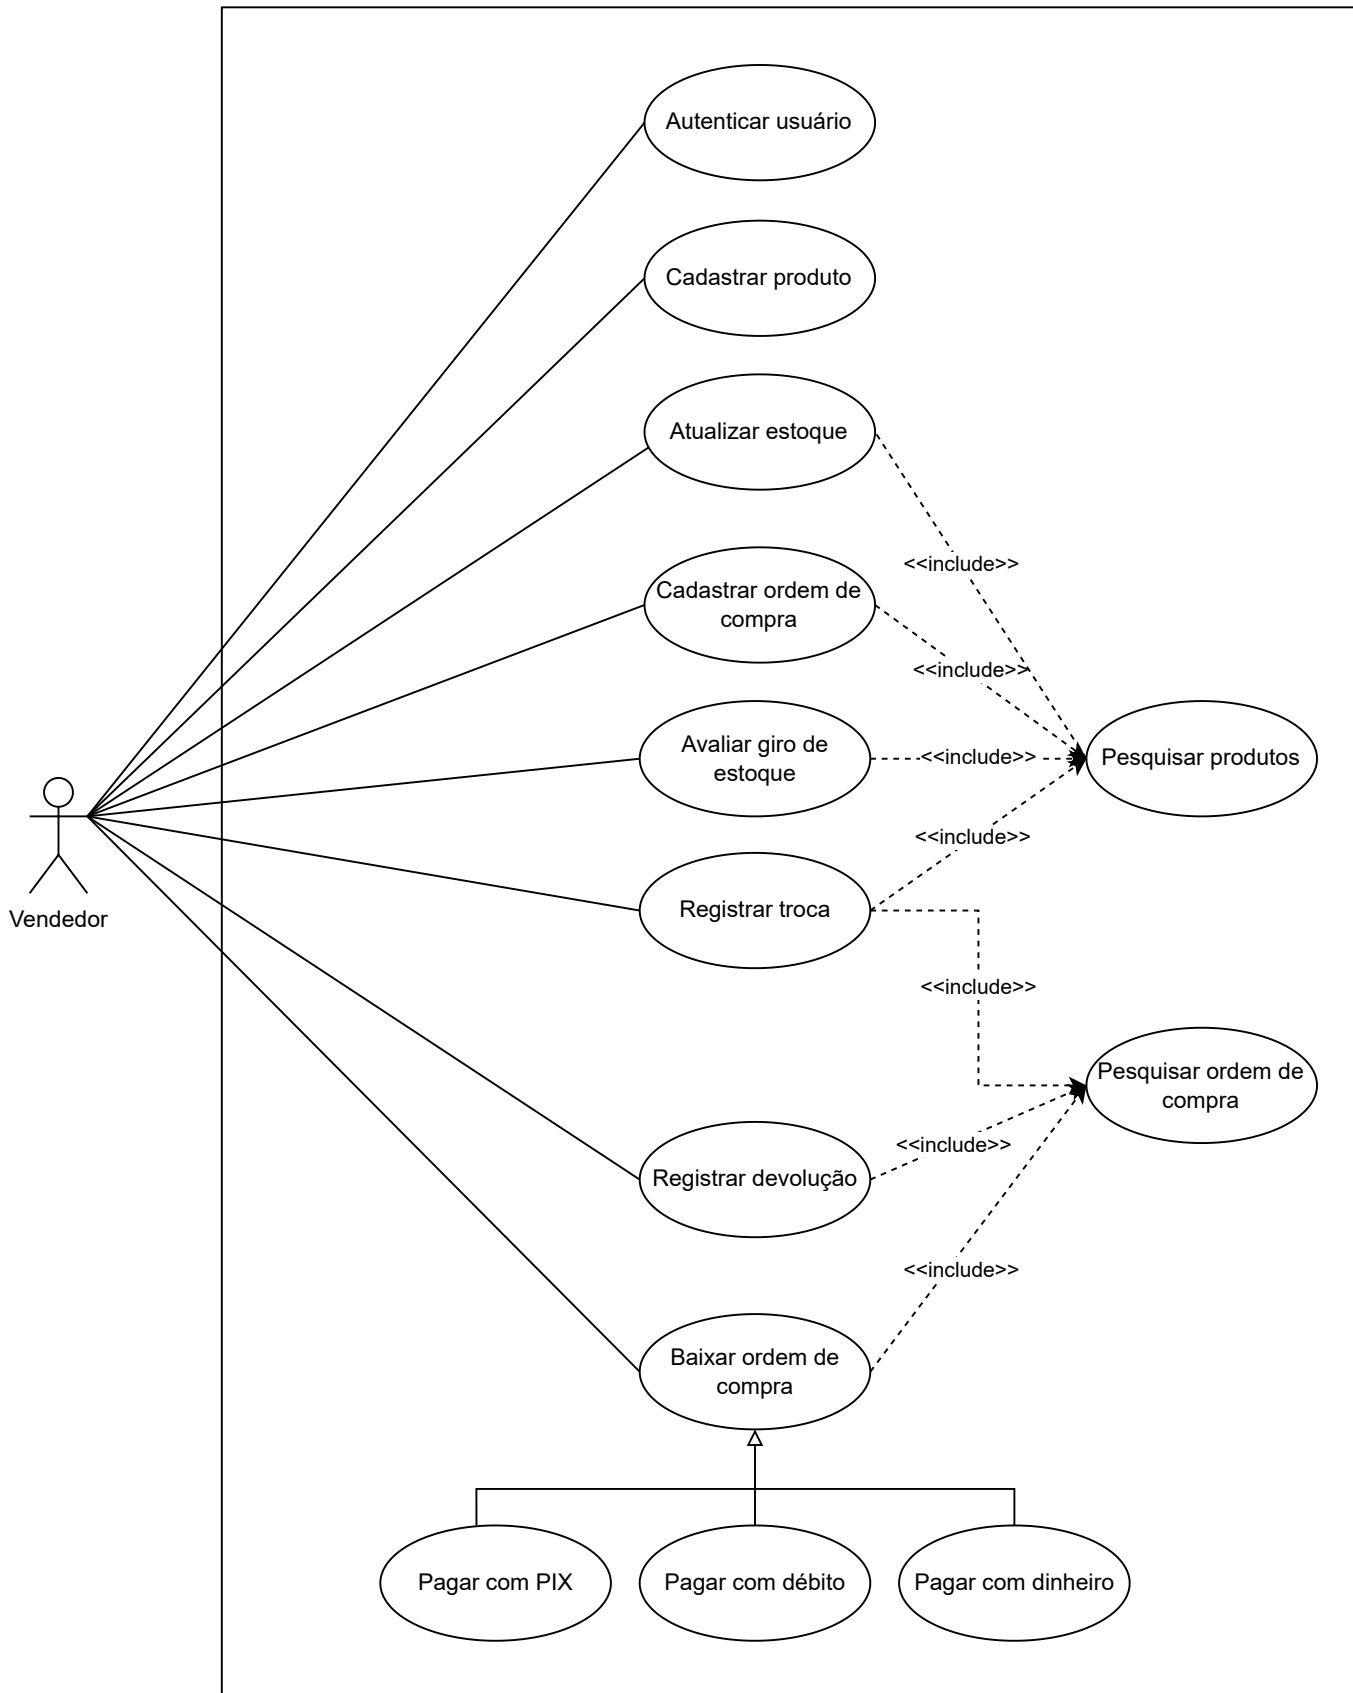 Autenticar usuário
Cadastrar produto
Atualizar estoque
<<include>>
Cadastrar ordem de
compra
<<include>>
Avaliar giro de
estoque
<<include>>
Pesquisar produtos
<<include>>
Registrar troca
Vendedor
<<include>>
Pesquisar ordem de
compra
<<include>>
Registrar devolução
<<include>>
Baixar ordem de
compra
Pagar com PIX
Pagar com débito
Pagar com dinheiro